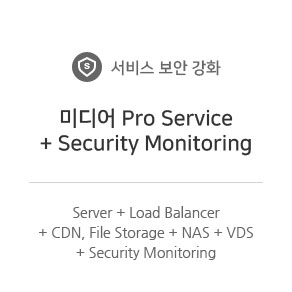 S
서비스 보안 강화
미디어 Pro Service
+ Security Monitoring
Server + Load Balancer
+ CDN, File Storage + NAS + VDS
+ Security Monitoring